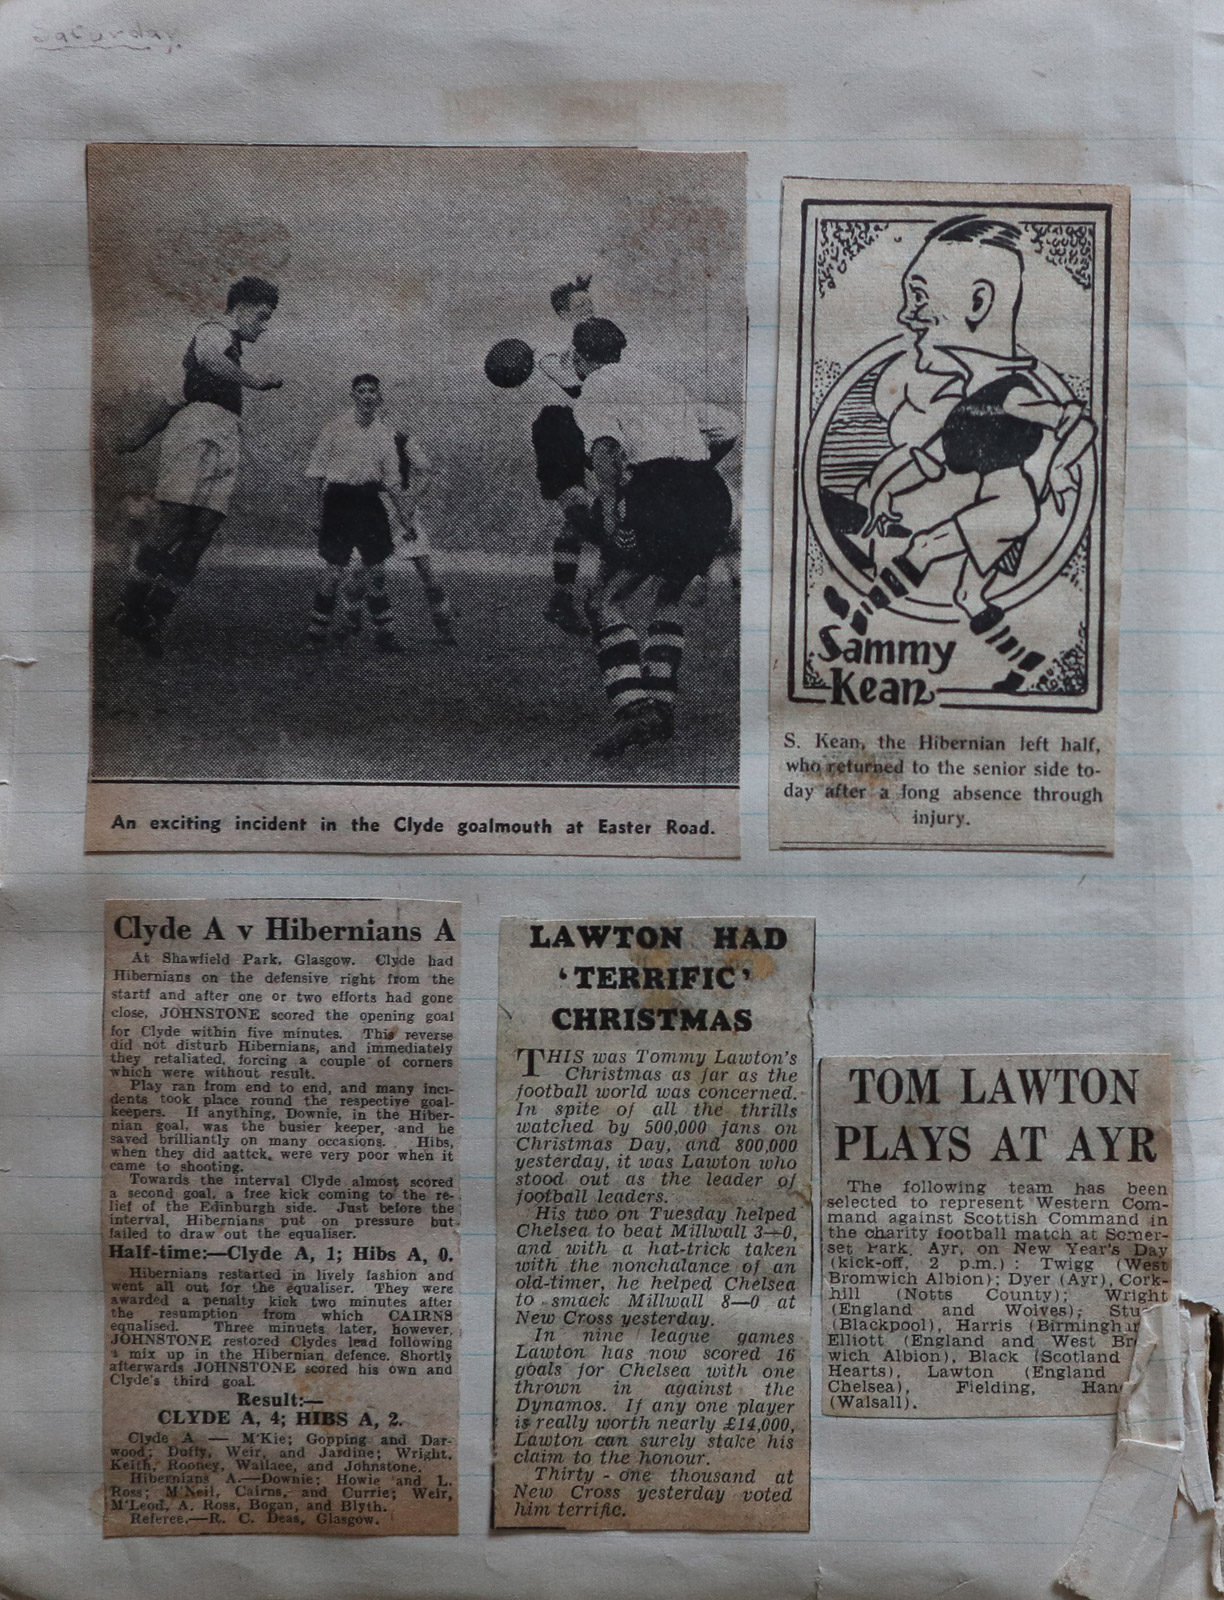 Saturday.
An exciting incident in the Clyde goalmouth at Easter Road.
Sammy
Kean
S. Kean, the Hibernian left half,
who returned to the senior side to-
day after a long absence through
injury.
Clyde A v Hibernians A
At Shawfield Park, Glasgow. Clyde had
Hibernians on the defensive right from the
startf and after one or two efforts had gone
close, JOHNSTONE scored the opening goal
for Clyde within five minutes. This reverse
did not disturb Hibernians, and immediately
they retaliated, forcing a couple of corners
which were without result.
Play ran from end to end, and many inci-
dents took place round the respective goal-
keepers. If anything, Downie, in the Hiber-
nian goal, was the busier keeper, and he
saved brilliantly on many occasions. Hibs,
when they did aattck, were very poor when it
came to shooting.
Towards the interval Clyde almost scored
a second goal, a free kick coming to the re-
lief of the Edinburgh side. Just before the
interval, Hibernians put on pressure but
failed to draw out the equaliser.
Half-time:—Clyde A, 1; Hibs A, 0.
Hibernians restarted in lively fashion and
went all out for the equaliser. They were
awarded a penalty kick two minutes after
the resumption from which CAIRNS
equalised. Three minuets later, however,
JOHNSTONE restored Clydes lead following
a mix up in the Hibernian defence. Shortly
afterwards JOHNSTONE scored his own and
Clyde's third goal.
Result:—
CLYDE A, 4; HIBS A, 2.
Clyde A — M'Kie; Gopping and Dar-
wood; Duffy, Weir, and Jardine; Wright,
Keith, Rooney, Wallace, and Johnstone.
Hibernians A.—Downie; Howie and L.
Ross; M'Neil, Cairns, and Currie; Weir,
M'Leod, A. Ross, Bogan, and Blyth.
Referee.—R. C. Deas, Glasgow.
LAWTON HAD
'TERRIFIC'
CHRISTMAS
THIS was Tommy Lawton's
Christmas as far as the
football world was concerned.
In spite of all the thrills
watched by 500,000 fans on
Christmas Day, and 800,000
yesterday, it was Lawton who
stood out as the leader of
football leaders.
His two on Tuesday helped
Chelsea to beat Millwall 3—0,
and with a hat-trick taken
with the nonchalance of an
old-timer, he helped Chelsea
to smack Millwall 8—0 at
New Cross yesterday.
In nine league games
Lawton has now scored 16
goals for Chelsea with one
thrown in against the
Dynamos. If any one player
is really worth nearly £14,000,
Lawton can surely stake his
claim to the honour.
Thirty-one thousand at
New Cross yesterday voted
him terrific.
TOM LAWTON
PLAYS AT AYR
The following team has been
selected to represent Western Com-
mand against Scottish Command in
the charity football match at Somer-
set Park, Ayr, on New Year's Day
(kick-off, 2 p.m.): Twigg (West
Bromwich Albion); Dyer (Ayr), Cork-
hill (Notts County); Wright
(England and Wolves);
(Blackpool), Harris
Elliott (England and West
wich Albion), Black (Scotland
Hearts), Lawton (England
Chelsea), Fielding,
(Walsall).